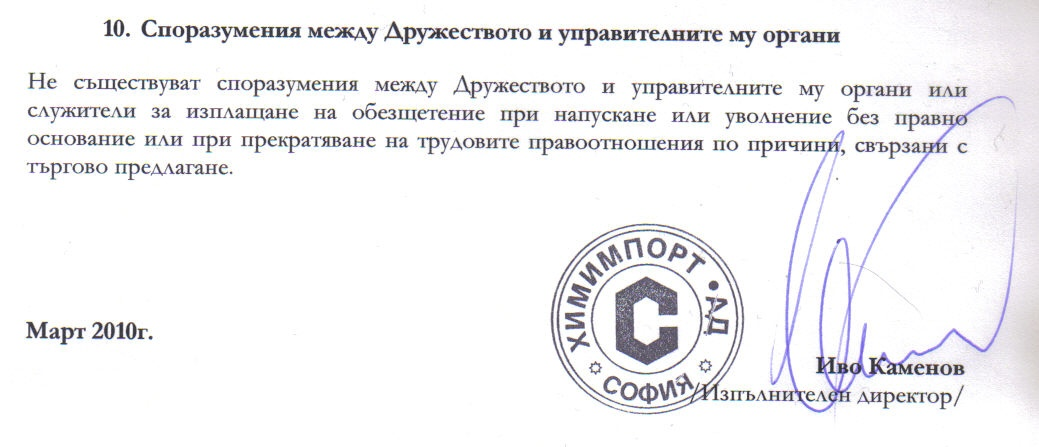 10. Споразумения между Дружеството и управителните му органи
Не съществуват споразумения между Дружеството и управителните му органи или
служители за изплащане на обезщетение при напускане или уволнение без правно
основание или при прекратяване на трудовите правоотношения по причини, свързани с
търгово предлагане.
ХИМИМПОРТ • АД
СОФИЯ
Март 2010г.
Иво Каменов
/Изпълнителен директор/